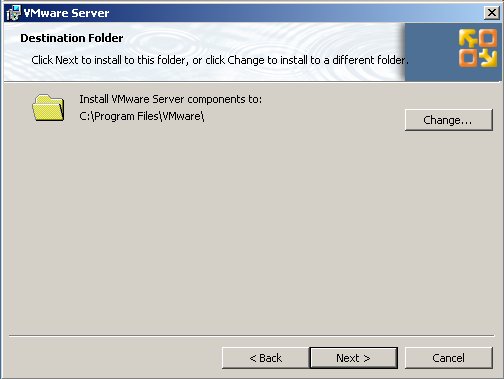 VMware Server
Destination Folder
Click Next to install to this folder, or click Change to install to a different folder.
Install VMware Server components to:
C:\Program Files\VMware\
Change...
< Back
Next >
Cancel